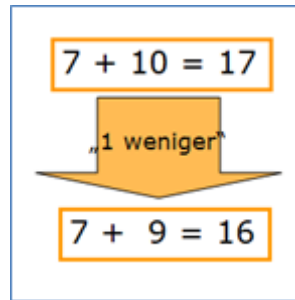 7 + 10 = 17
„1 weniger“
7 + 9 = 16